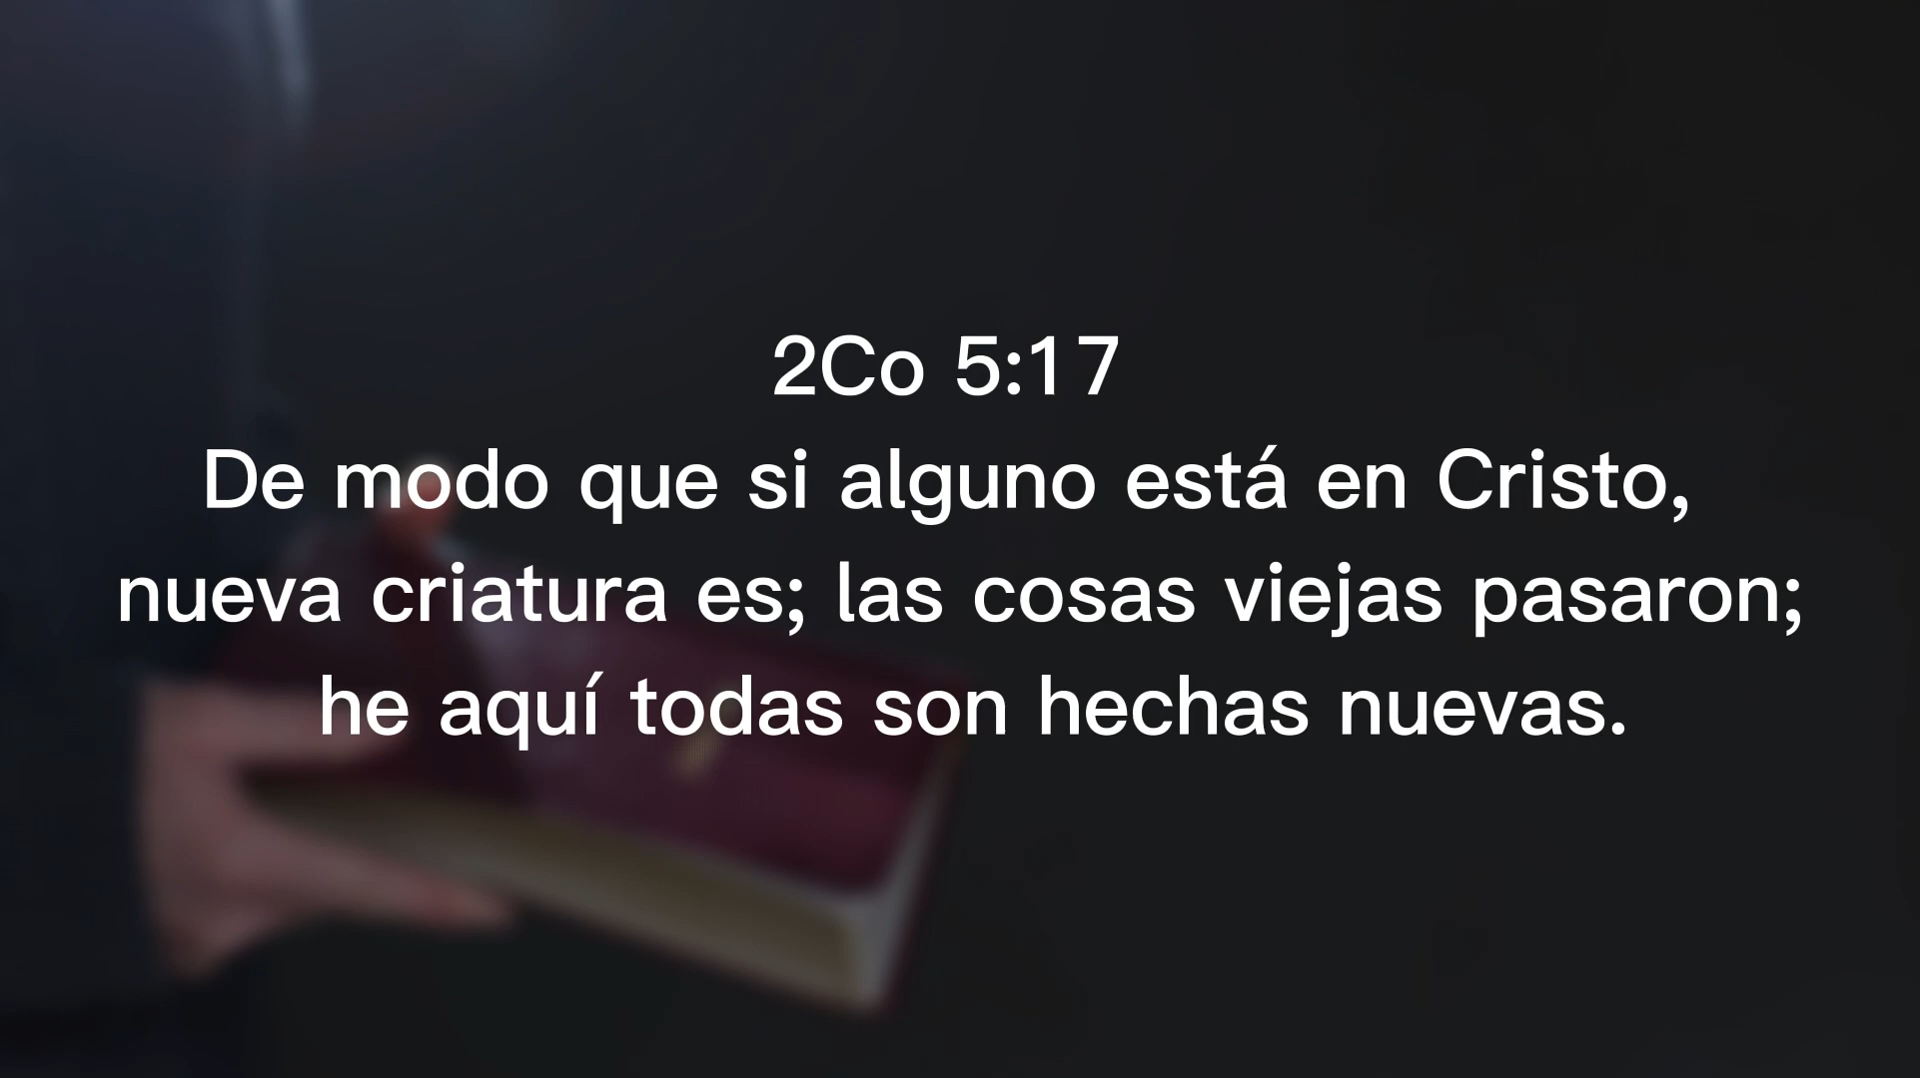 2Co 5:17
De modo que si alguno está en Cristo,
nueva criatura es; las cosas viejas pasaron;
he aquí todas son hechas nuevas.